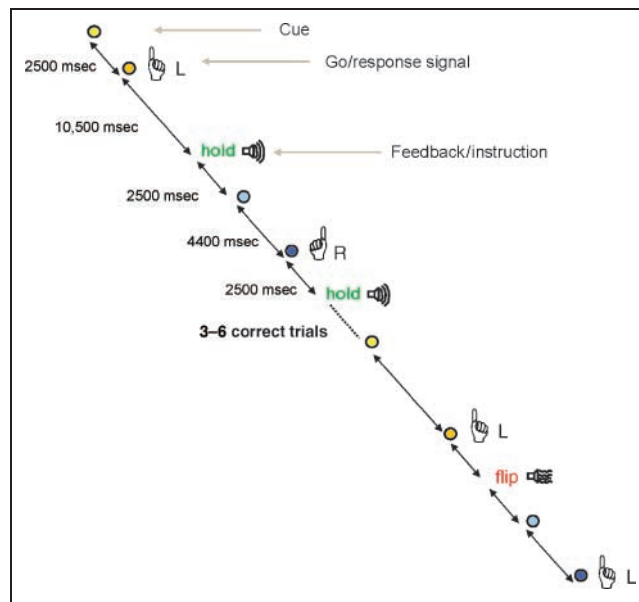 Cue
2500 msec
L
Go/response signal
10,500 msec
hold
Feedback/instruction
2500 msec
4400 msec
R
2500 msec
hold
3–6 correct trials
L
flip
L